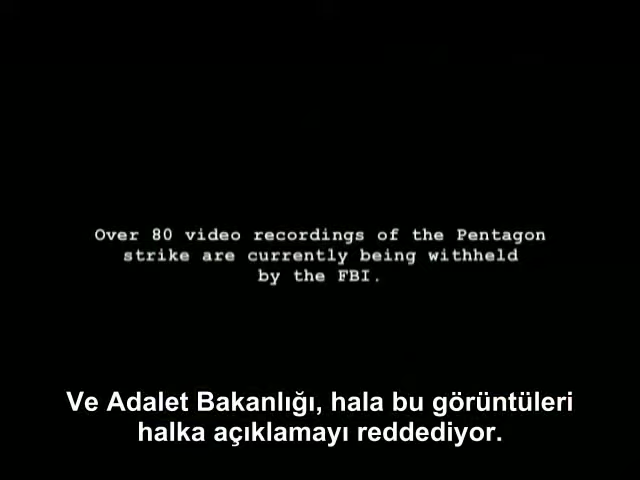 Over 80 video recordings of the Pentagon
strike are currently being withheld
by the FBI.
Ve Adalet Bakanlığı, hala bu görüntüleri
halka açıklamayı reddediyor.